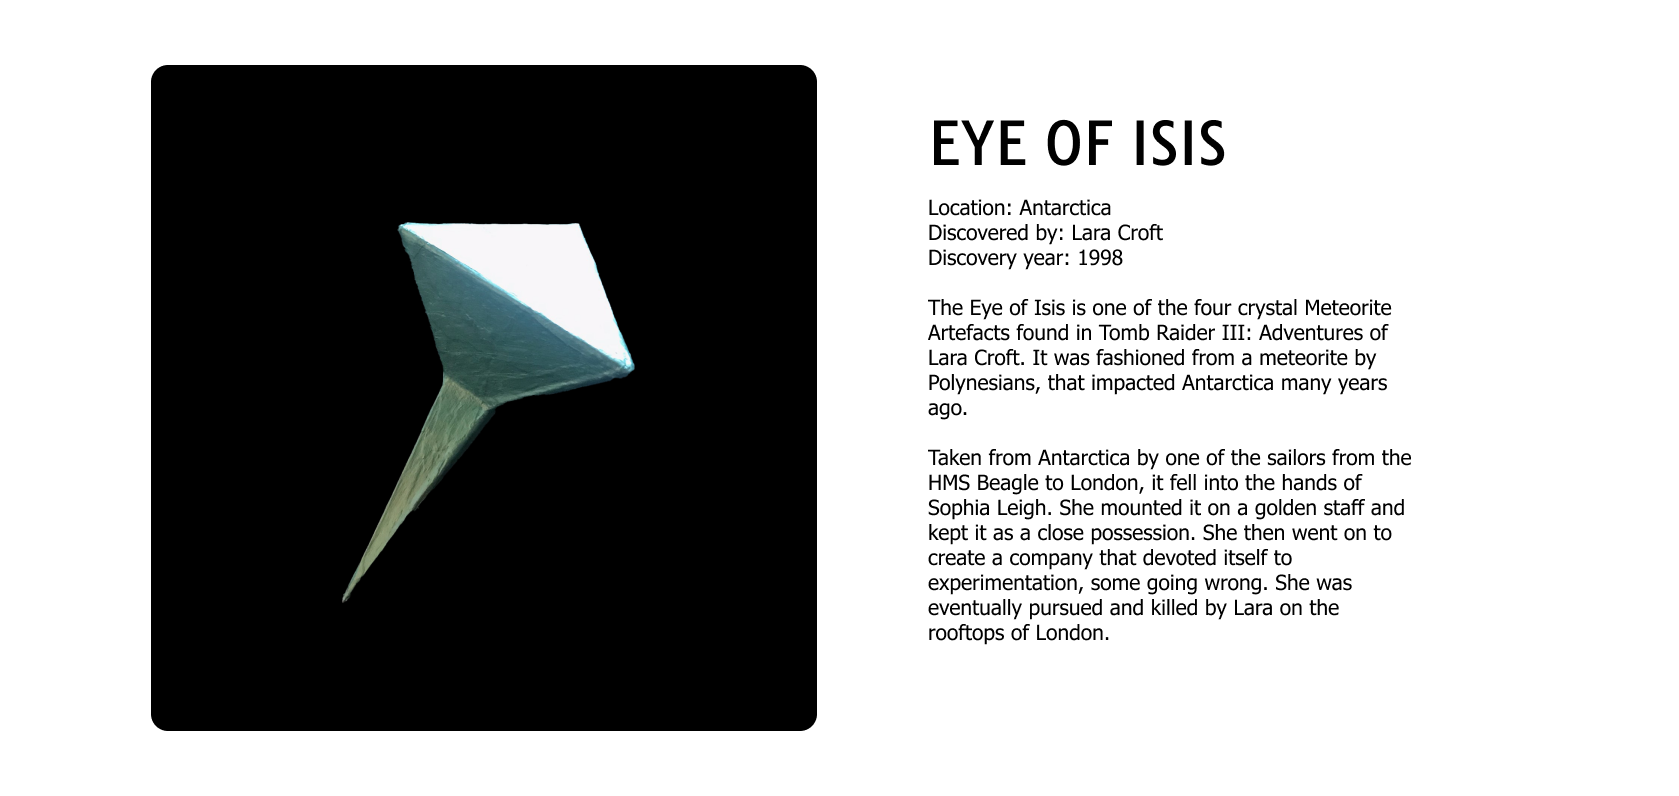 EYE OF ISIS
Location: Antarctica
Discovered by: Lara Croft
Discovery year: 1998
The Eye of Isis is one of the four crystal Meteorite
Artefacts found in Tomb Raider III: Adventures of
Lara Croft. It was fashioned from a meteorite by
Polynesians, that impacted Antarctica many years
ago.
Taken from Antarctica by one of the sailors from the
HMS Beagle to London, it fell into the hands of
Sophia Leigh. She mounted it on a golden staff and
kept it as a close possession. She then went on to
create a company that devoted itself to
experimentation, some going wrong. She was
eventually pursued and killed by Lara on the
rooftops of London.